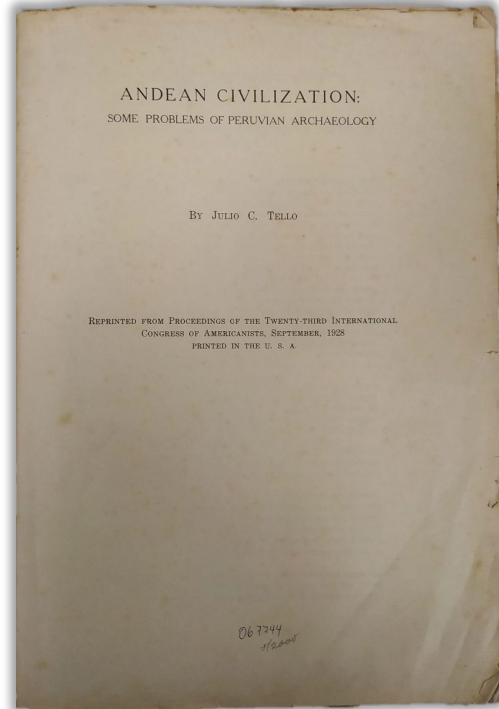 ANDEAN CIVILIZATION:
SOME PROBLEMS OF PERUVIAN ARCHAEOLOGY
BY JULIO C. TELLO
REPRINTED FROM PROCEEDINGS OF THE TWENTY-THIRD INTERNATIONAL
CONGRESS OF AMERICANISTS, SEPTEMBER, 1928
PRINTED IN THE U. S. A.
067244